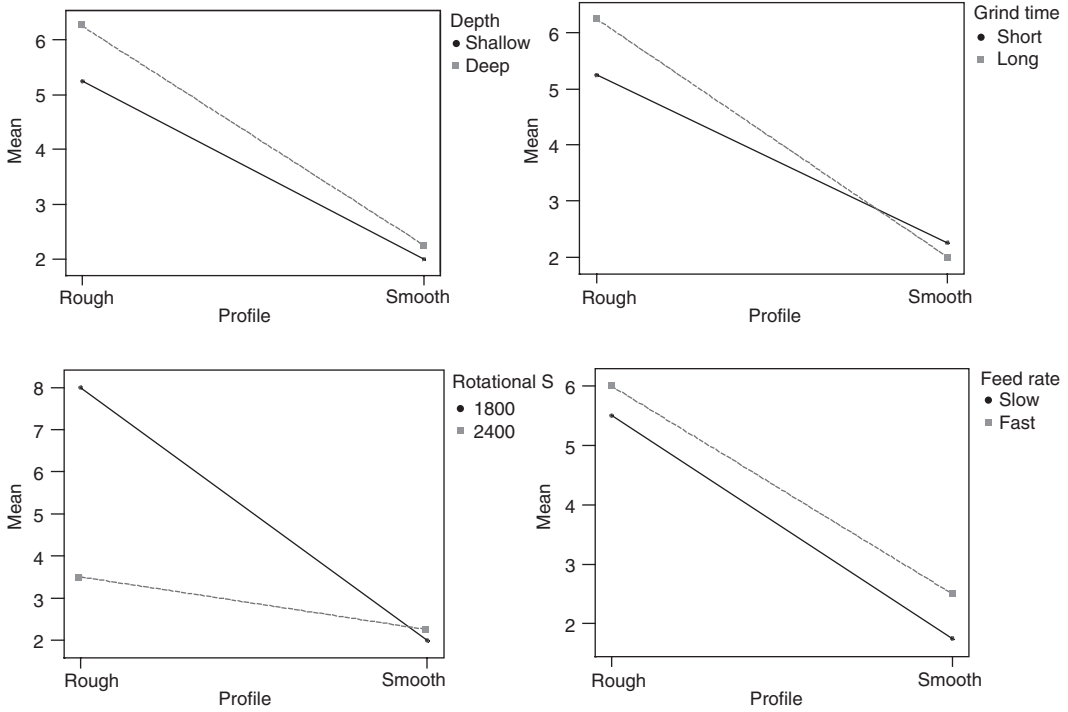 Depth
Shallow
Deep
6
5
4
3
2
Mean
Rough
Smooth
Profile
Grind time
Short
Long
6
5
4
3
2
Mean
Rough
Smooth
Profile
Rotational S
1800
2400
8
7
6
5
4
3
2
Mean
Rough
Smooth
Profile
Feed rate
Slow
Fast
6
5
4
3
2
Mean
Rough
Smooth
Profile